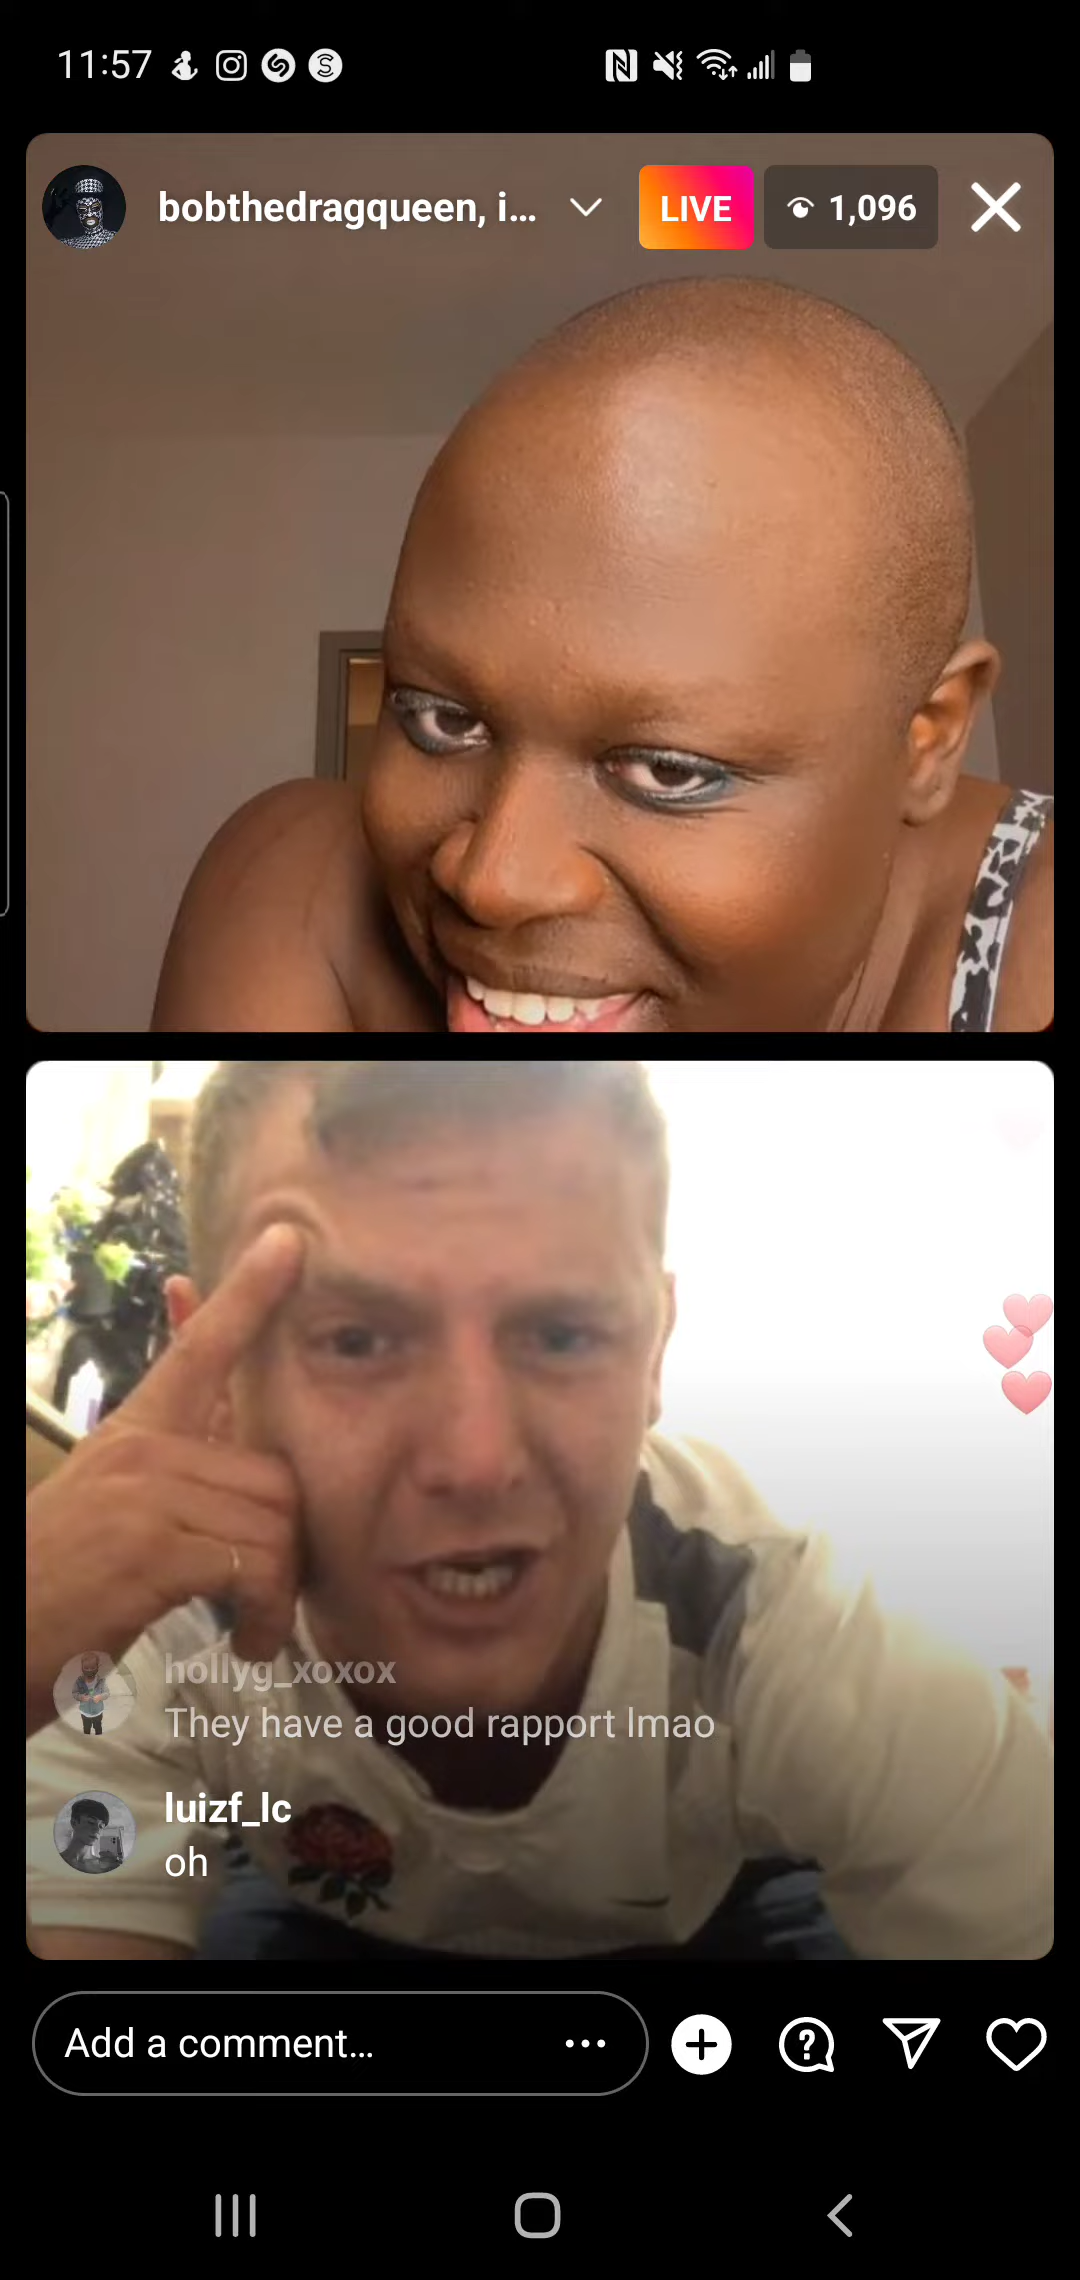 11:57
bobthedragqueen, i...
LIVE
1,096
hollyg_xoxox
They have a good rapport lmao
luizf_lc
oh
Add a comment...